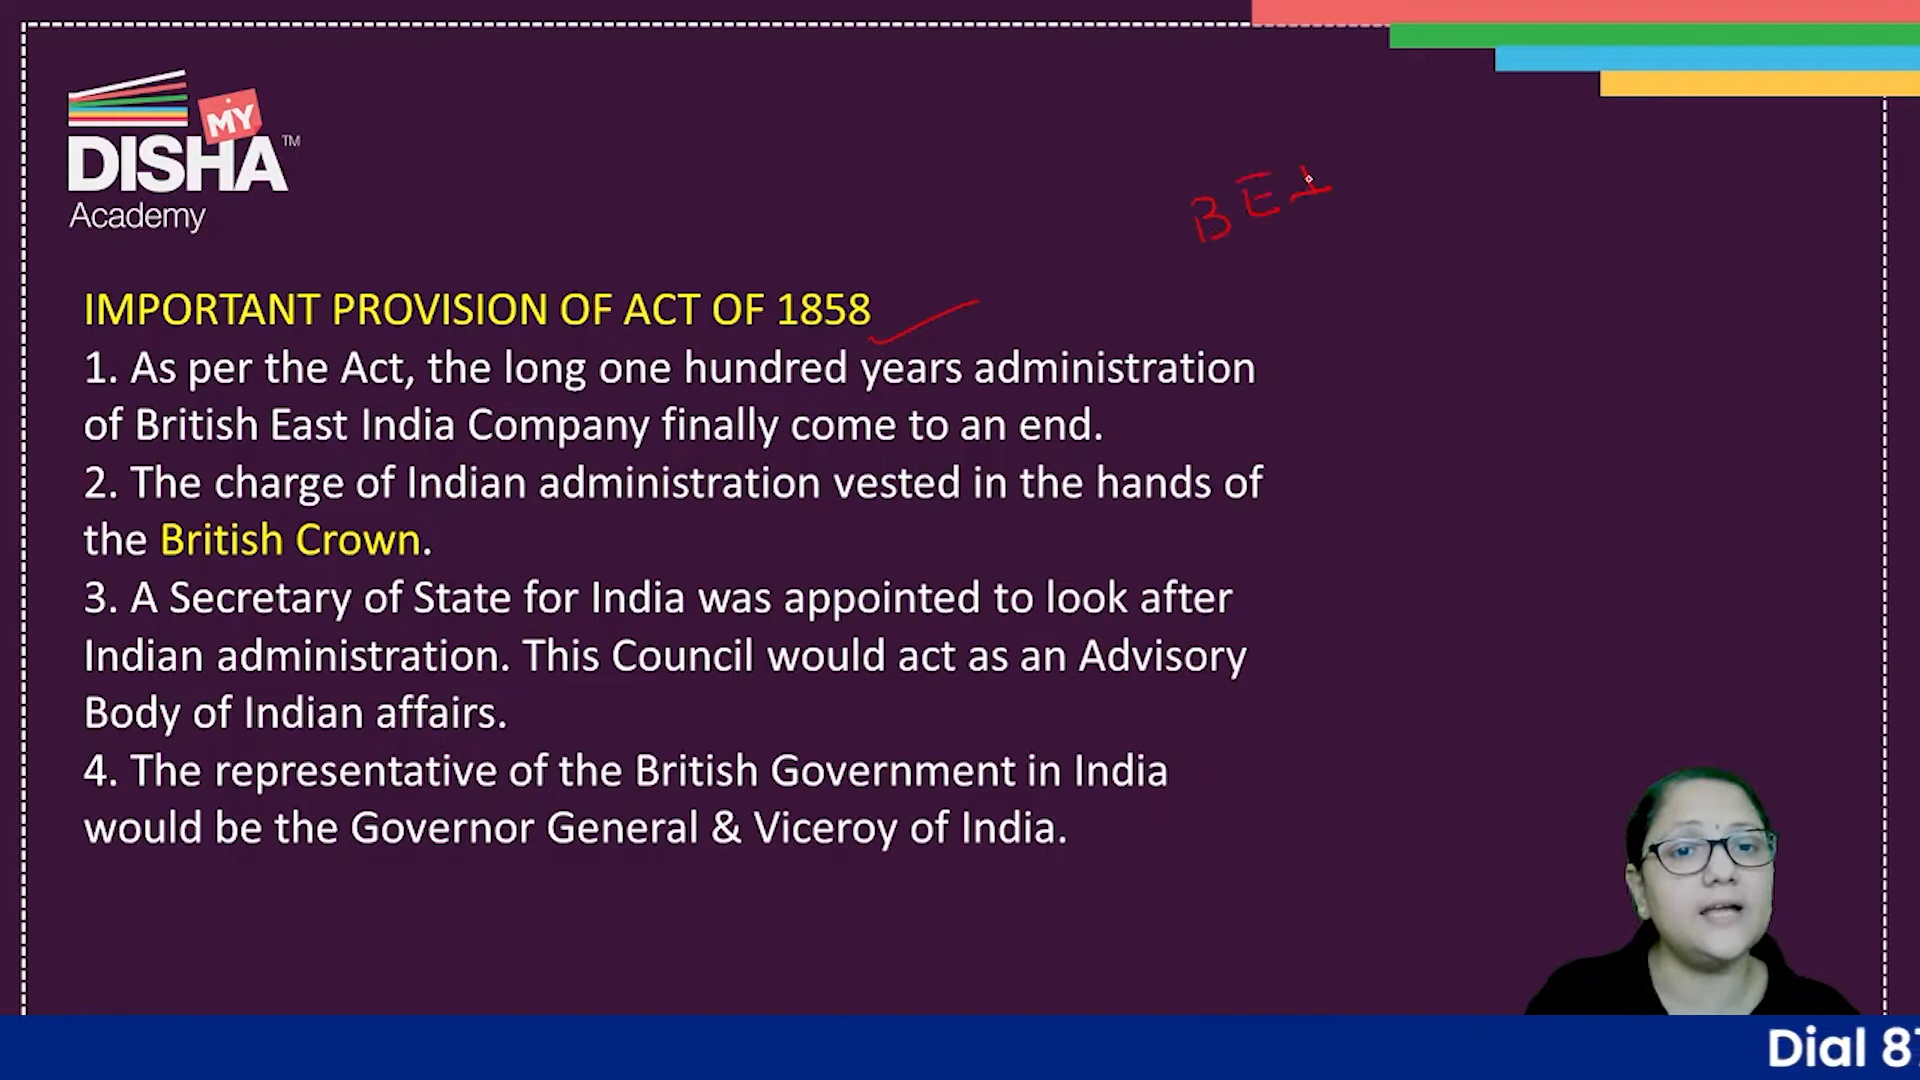 MY
DISHA™
Academy
BEI
IMPORTANT PROVISION OF ACT OF 1858
1. As per the Act, the long one hundred years administration
of British East India Company finally come to an end.
2. The charge of Indian administration vested in the hands of
the British Crown.
3. A Secretary of State for India was appointed to look after
Indian administration. This Council would act as an Advisory
Body of Indian affairs.
4. The representative of the British Government in India
would be the Governor General & Viceroy of India.
Dial 8